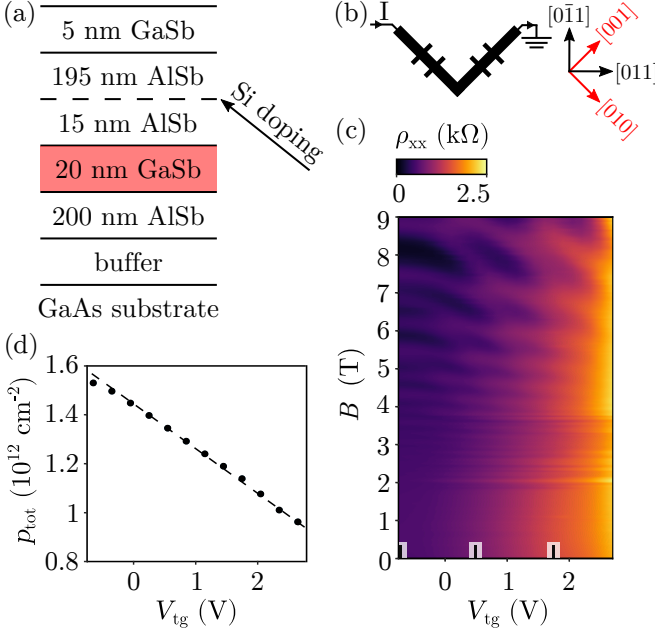 (a)
5 nm GaSb
195 nm AlSb
15 nm AlSb
20 nm GaSb
200 nm AlSb
buffer
GaAs substrate
Si doping
(b)
I
[01̄1]
[001]
[011]
[010]
(c)
ρxx (kΩ)
0 2.5
B (T)
9
8
7
6
5
4
3
2
1
0
0 1 2
Vtg (V)
(d)
ptot (10¹² cm⁻²)
1.6
1.4
1.2
1
0.8
0 1 2
Vtg (V)